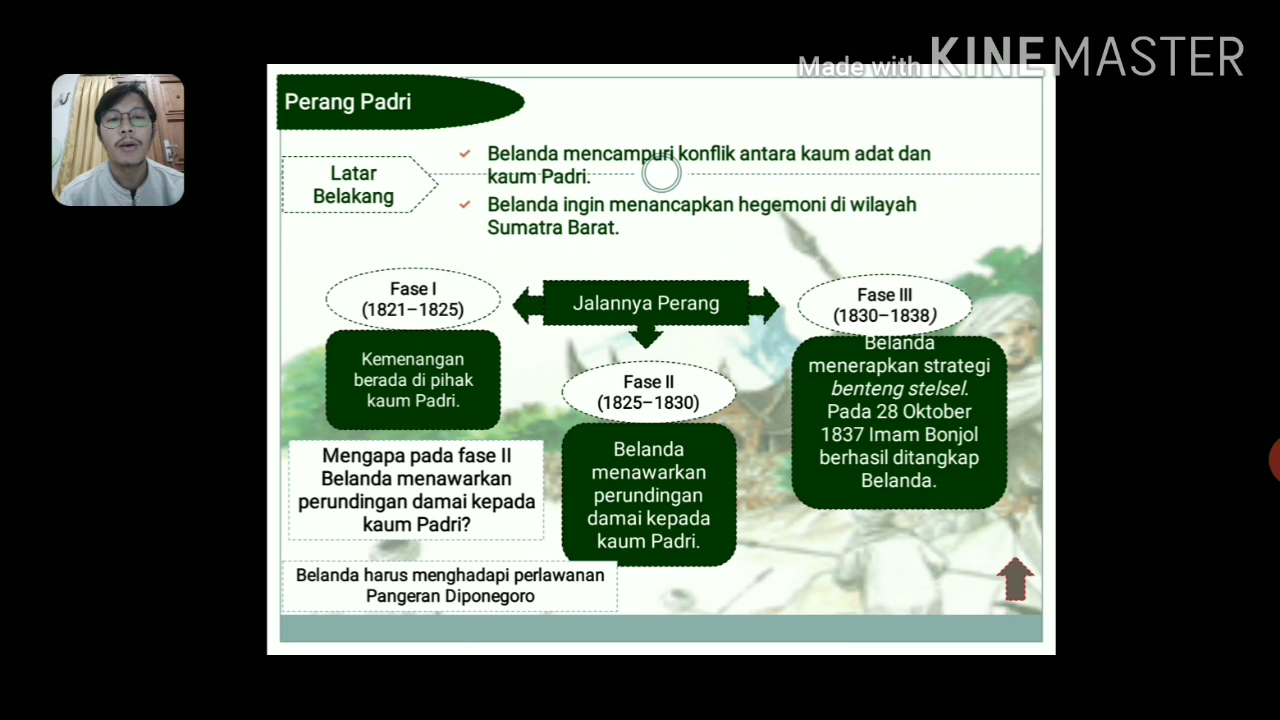 Made with KINEMASTER
Perang Padri
Latar
Belakang
Belanda mencampuri konflik antara kaum adat dan
kaum Padri.
Belanda ingin menancapkan hegemoni di wilayah
Sumatra Barat.
Jalannya Perang
Fase I
(1821–1825)
Kemenangan
berada di pihak
kaum Padri.
Fase II
(1825–1830)
Belanda
menawarkan
perundingan
damai kepada
kaum Padri.
Fase III
(1830–1838)
Belanda
menerapkan strategi
benteng stelsel.
Pada 28 Oktober
1837 Imam Bonjol
berhasil ditangkap
Belanda.
Mengapa pada fase II
Belanda menawarkan
perundingan damai kepada
kaum Padri?
Belanda harus menghadapi perlawanan
Pangeran Diponegoro